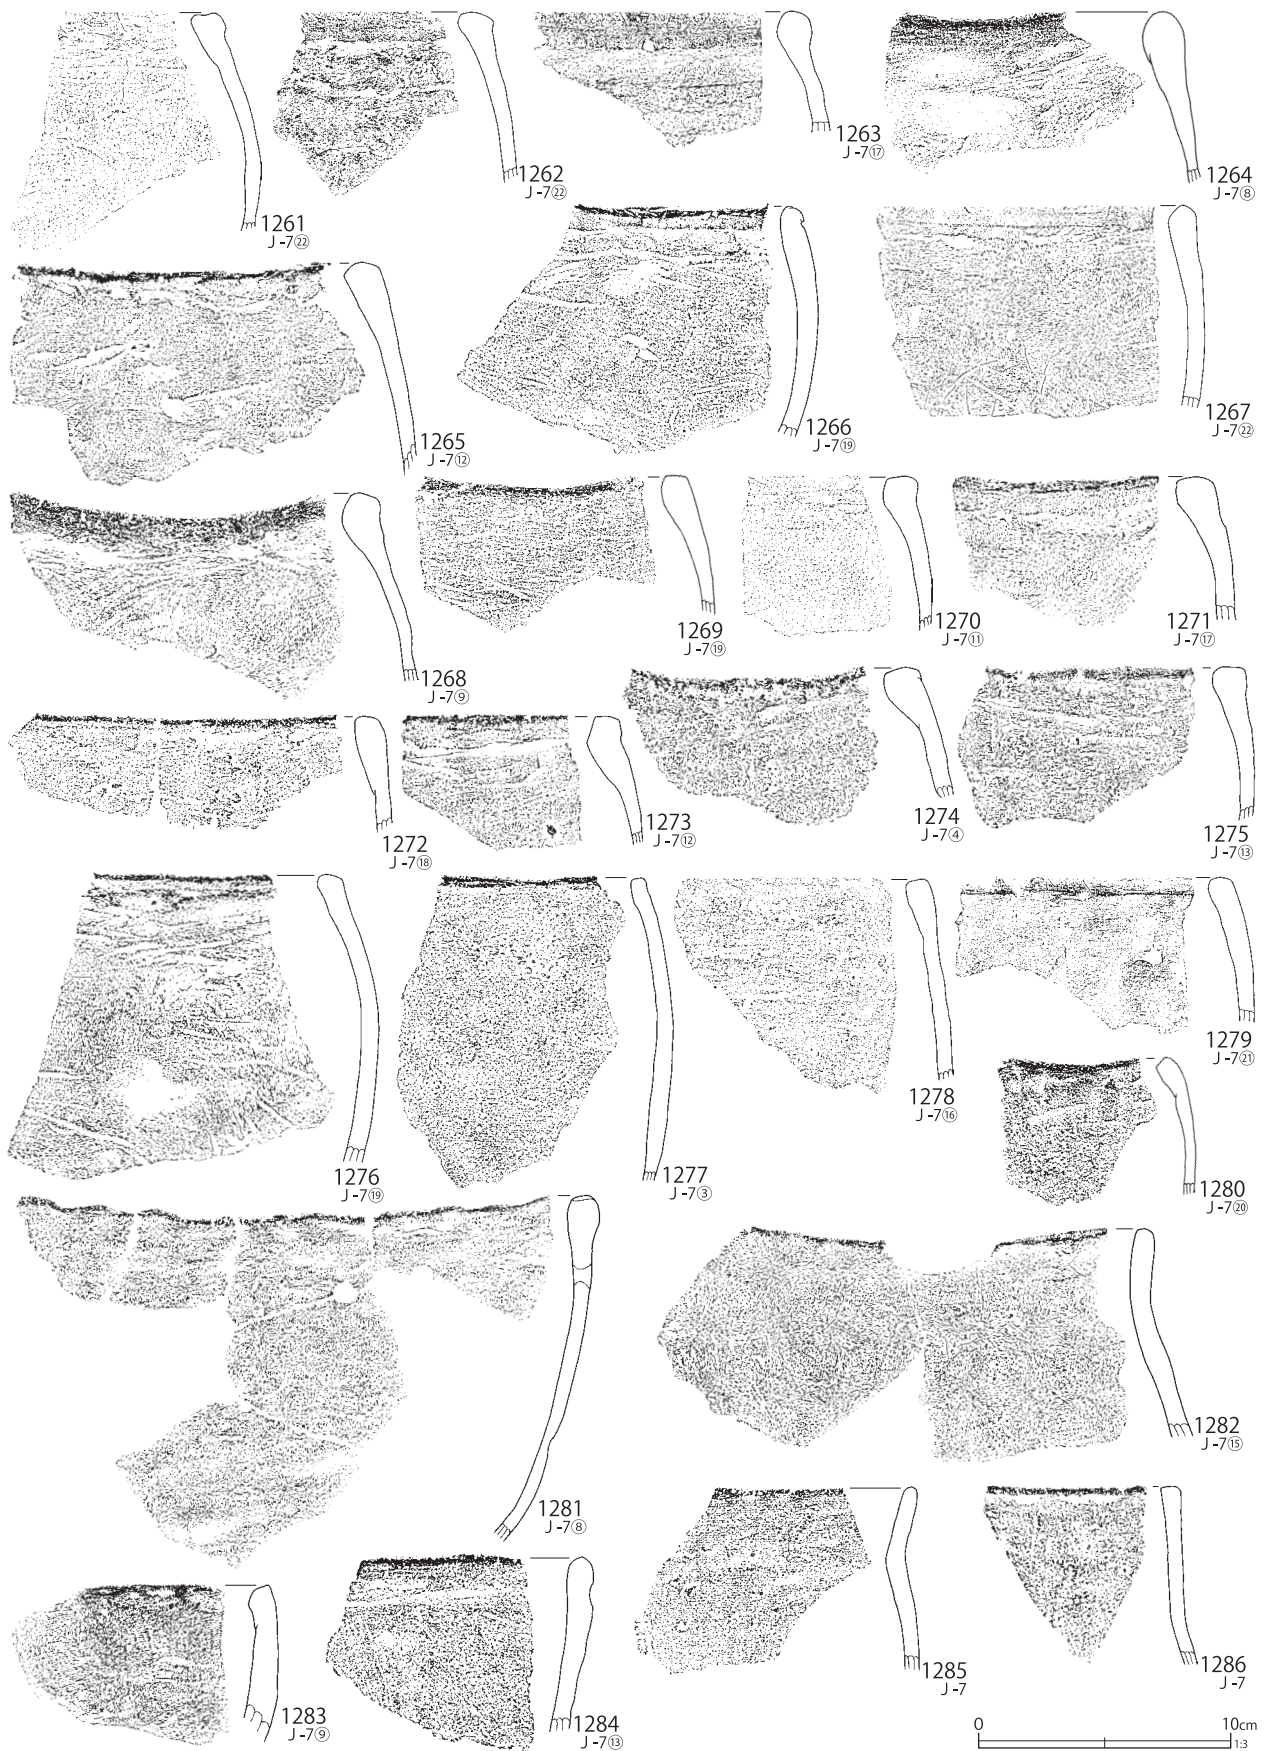 1261
J-7㉒
1262
J-7㉒
1263
J-7⑰
1264
J-7⑧
1265
J-7⑫
1266
J-7⑲
1267
J-7㉒
1268
J-7⑨
1269
J-7⑲
1270
J-7⑪
1271
J-7⑰
1272
J-7⑱
1273
J-7⑫
1274
J-7④
1275
J-7⑬
1276
J-7⑲
1277
J-7③
1278
J-7⑯
1279
J-7㉑
1280
J-7⑳
1281
J-7⑧
1282
J-7⑮
1283
J-7⑨
1284
J-7⑬
1285
J-7
1286
J-7
0 10cm
1:3